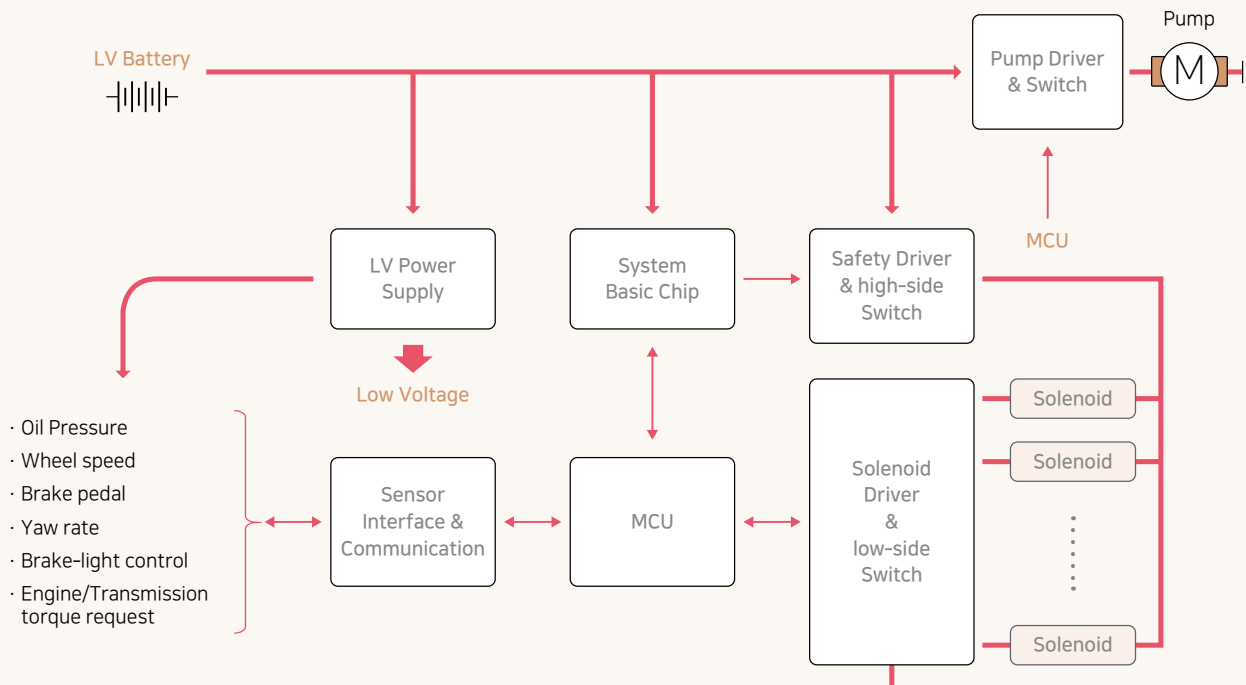 Pump
LV Battery
Pump Driver
& Switch
M
MCU
LV Power
Supply
System
Basic Chip
Safety Driver
& high-side
Switch
Low Voltage
· Oil Pressure
· Wheel speed
· Brake pedal
· Yaw rate
· Brake-light control
· Engine/Transmission
torque request
Sensor
Interface &
Communication
MCU
Solenoid
Driver
&
low-side
Switch
Solenoid
Solenoid
Solenoid